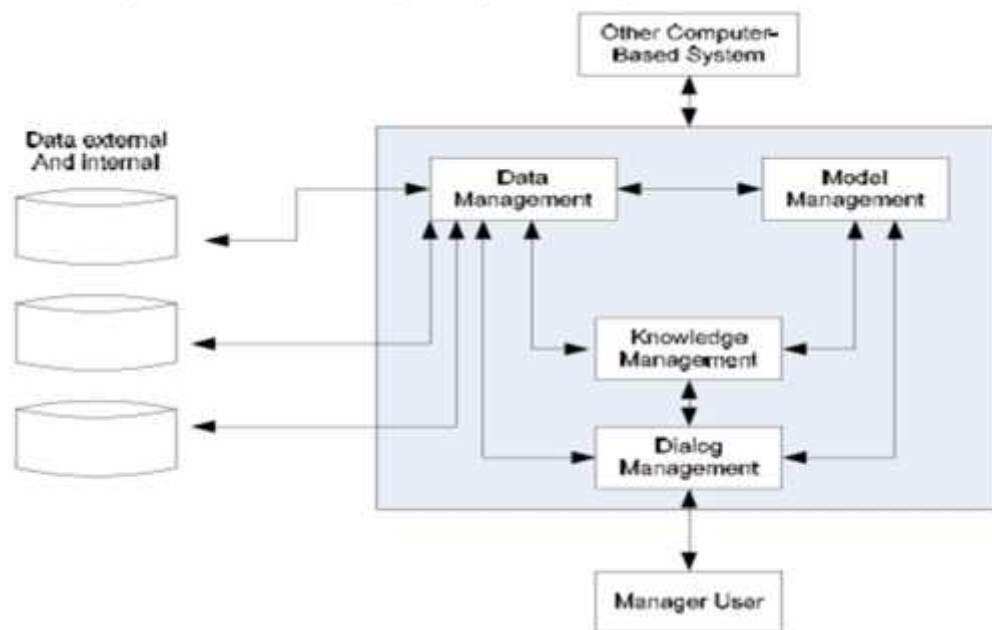 Other Computer-
Based System
Data external
And internal
Data
Management
Model
Management
Knowledge
Management
Dialog
Management
Manager User